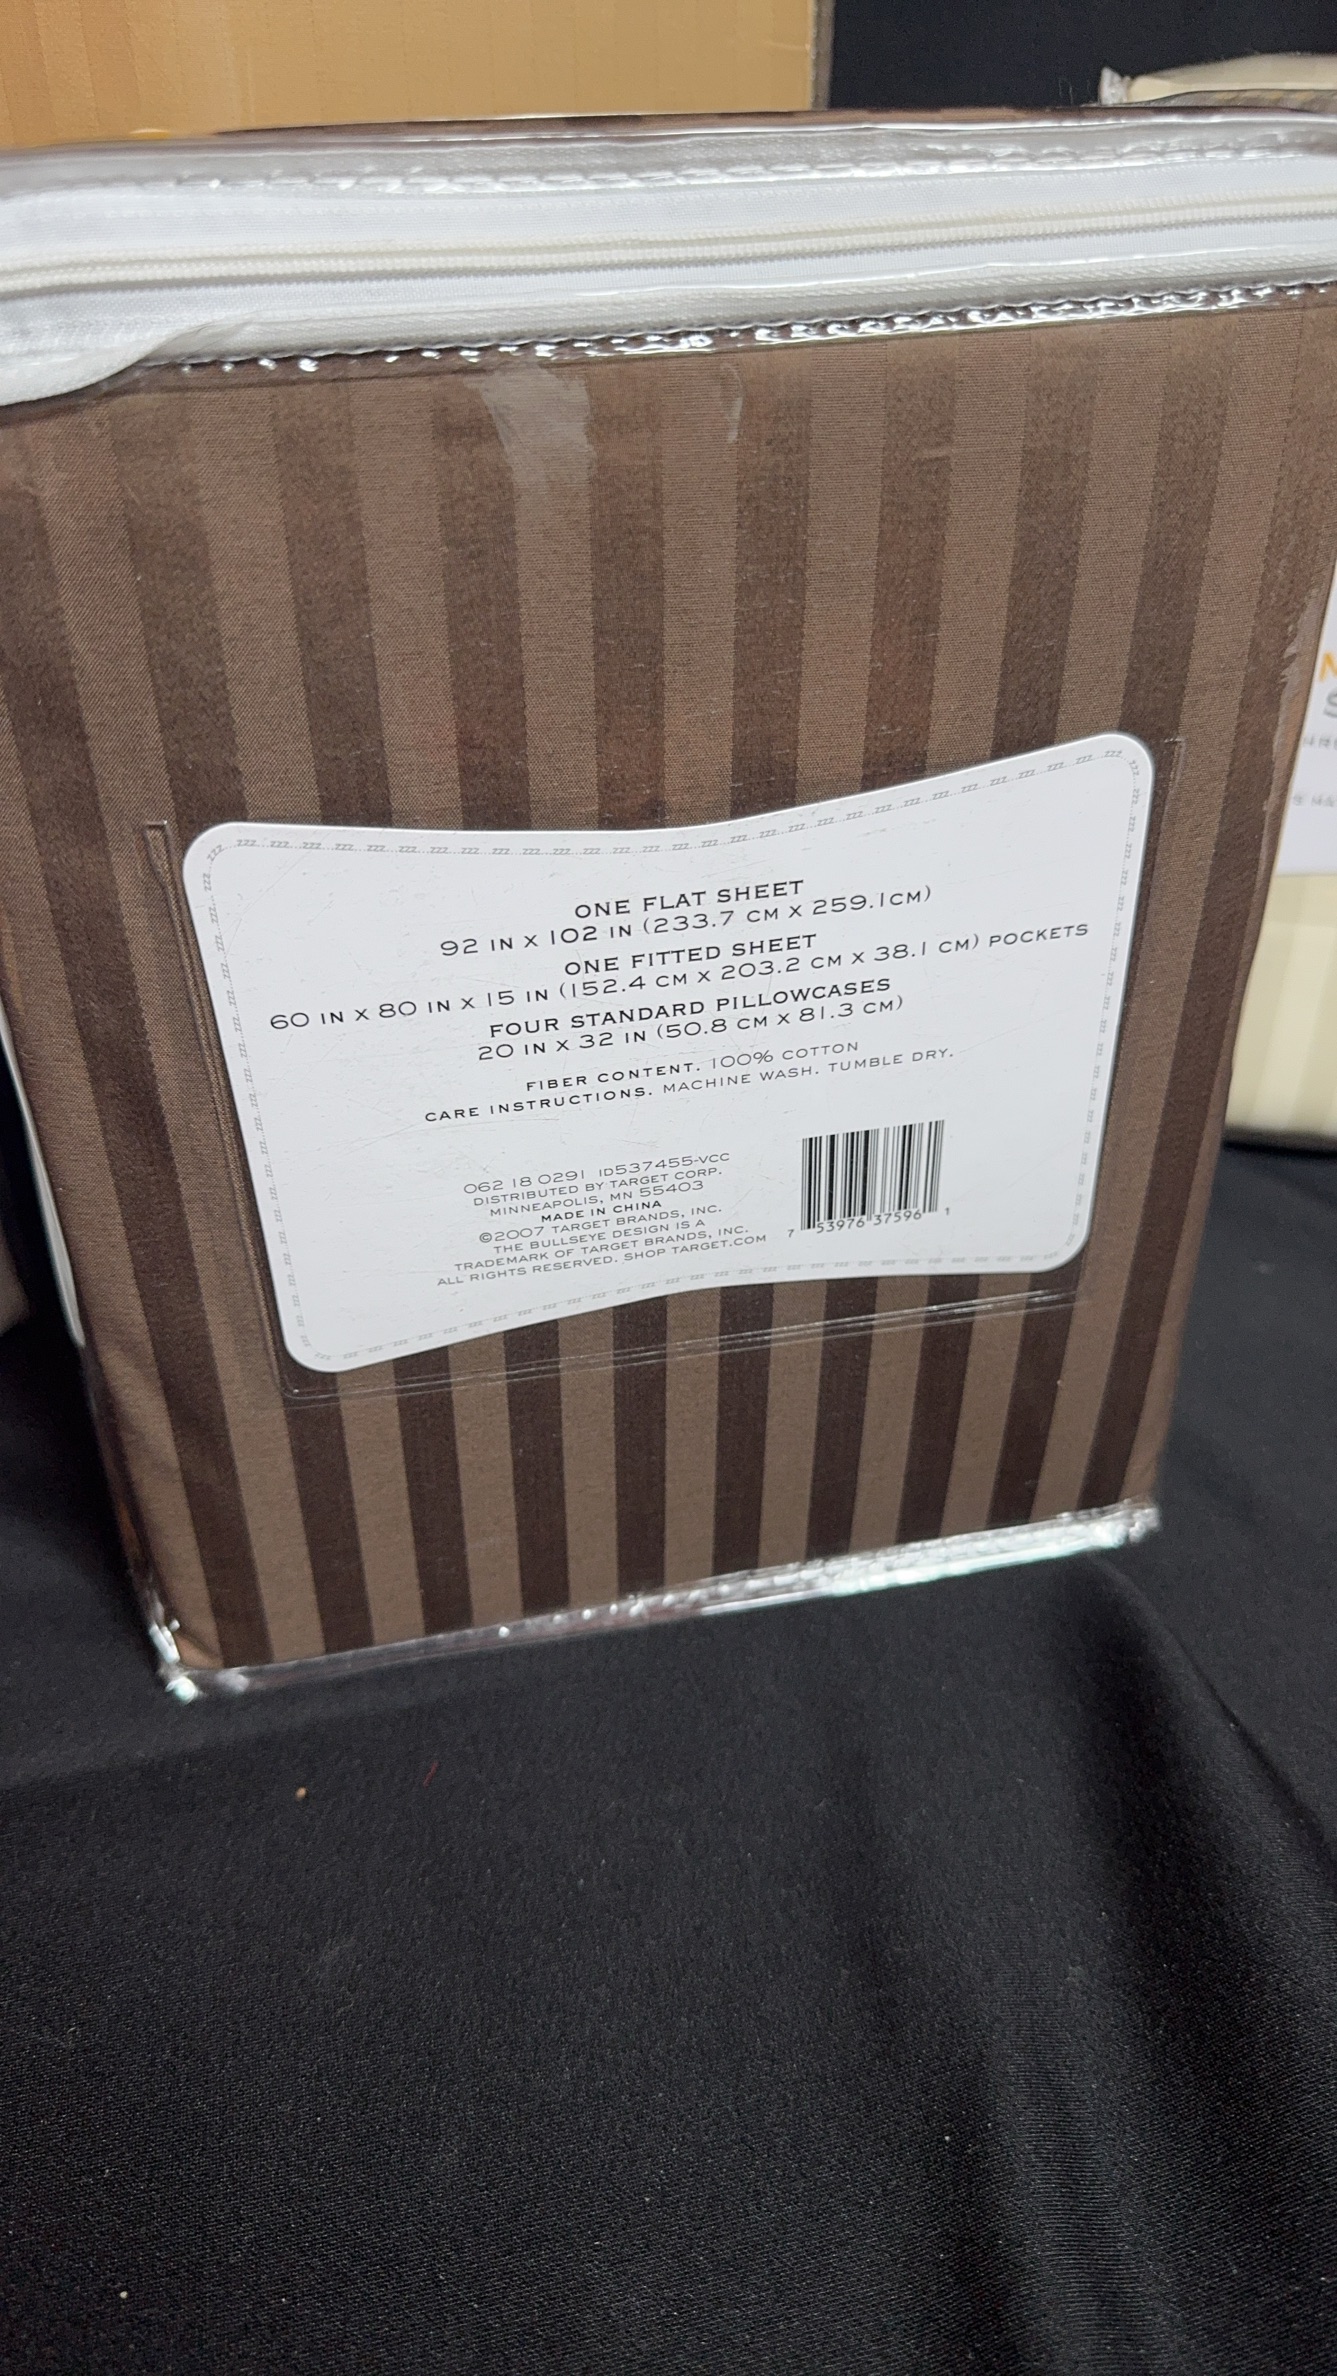 ONE FLAT SHEET
92 IN X 102 IN (233.7 CM X 259.1CM)
ONE FITTED SHEET
60 IN X 80 IN X 15 IN (152.4 CM X 203.2 CM X 38.1 CM) POCKETS
FOUR STANDARD PILLOWCASES
20 IN X 32 IN (50.8 CM X 81.3 CM)
FIBER CONTENT. 100% COTTON
CARE INSTRUCTIONS. MACHINE WASH. TUMBLE DRY.
062 18 0291 ID537455-VCC
DISTRIBUTED BY TARGET CORP.
MINNEAPOLIS, MN 55403
MADE IN CHINA
©2007 TARGET BRANDS, INC.
THE BULLSEYE DESIGN IS A
TRADEMARK OF TARGET BRANDS, INC.
ALL RIGHTS RESERVED. SHOP TARGET.COM
7 53976 37596 1